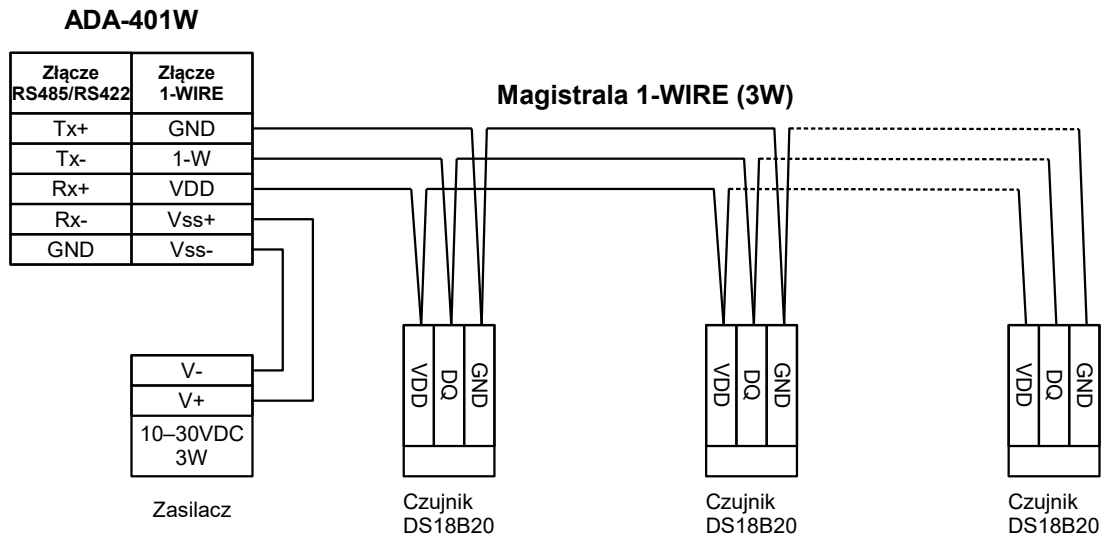 ADA-401W
Złącze
RS485/RS422
Złącze
1-WIRE
Magistrala 1-WIRE (3W)
Tx+ GND
Tx- 1-W
Rx+ VDD
Rx- Vss+
GND Vss-
V-
V+
10–30VDC
3W
Zasilacz
VDD
DQ
GND
Czujnik
DS18B20
VDD
DQ
GND
Czujnik
DS18B20
VDD
DQ
GND
Czujnik
DS18B20